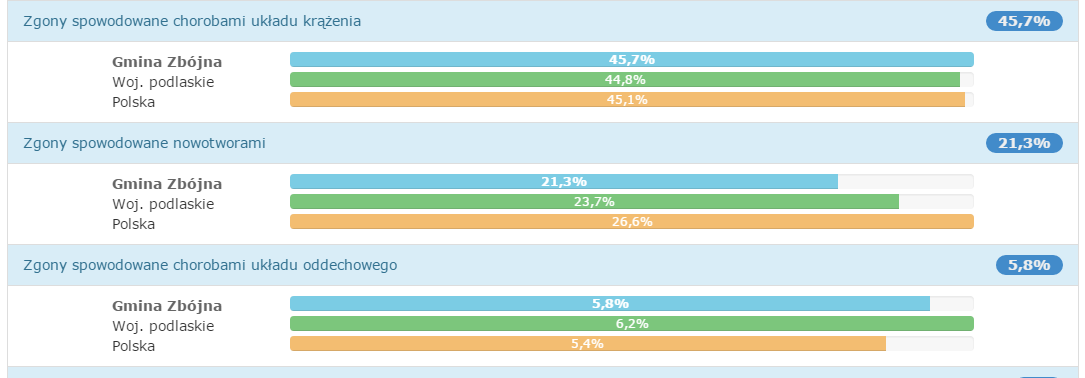 Zgony spowodowane chorobami układu krążenia 45,7%
Gmina Zbójna 45,7%
Woj. podlaskie 44,8%
Polska 45,1%
Zgony spowodowane nowotworami 21,3%
Gmina Zbójna 21,3%
Woj. podlaskie 23,7%
Polska 26,6%
Zgony spowodowane chorobami układu oddechowego 5,8%
Gmina Zbójna 5,8%
Woj. podlaskie 6,2%
Polska 5,4%